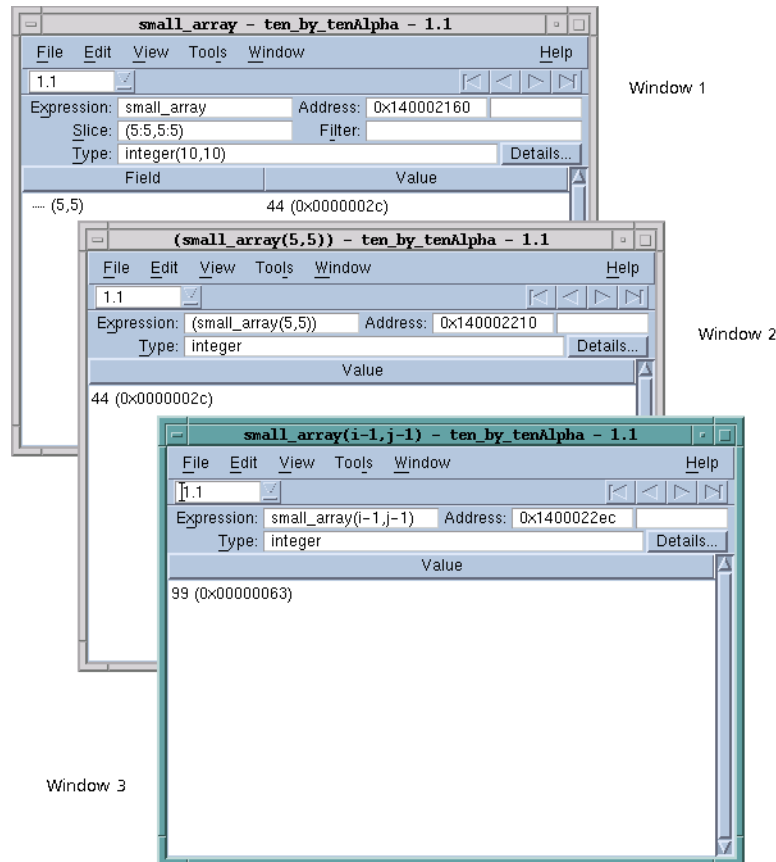 small_array - ten_by_tenAlpha - 1.1
File Edit View Tools Window Help
1.1
Expression: small_array Address: 0x140002160
Slice: (5:5,5:5) Filter:
Type: integer(10,10) Details...
Field Value
(5,5) 44 (0x0000002c)
Window 1
(small_array(5,5)) - ten_by_tenAlpha - 1.1
File Edit View Tools Window Help
1.1
Expression: (small_array(5,5)) Address: 0x140002210
Type: integer Details...
Value
44 (0x0000002c)
Window 2
small_array(i-1,j-1) - ten_by_tenAlpha - 1.1
File Edit View Tools Window Help
1.1
Expression: small_array(i-1,j-1) Address: 0x1400022ec
Type: integer Details...
Value
99 (0x00000063)
Window 3